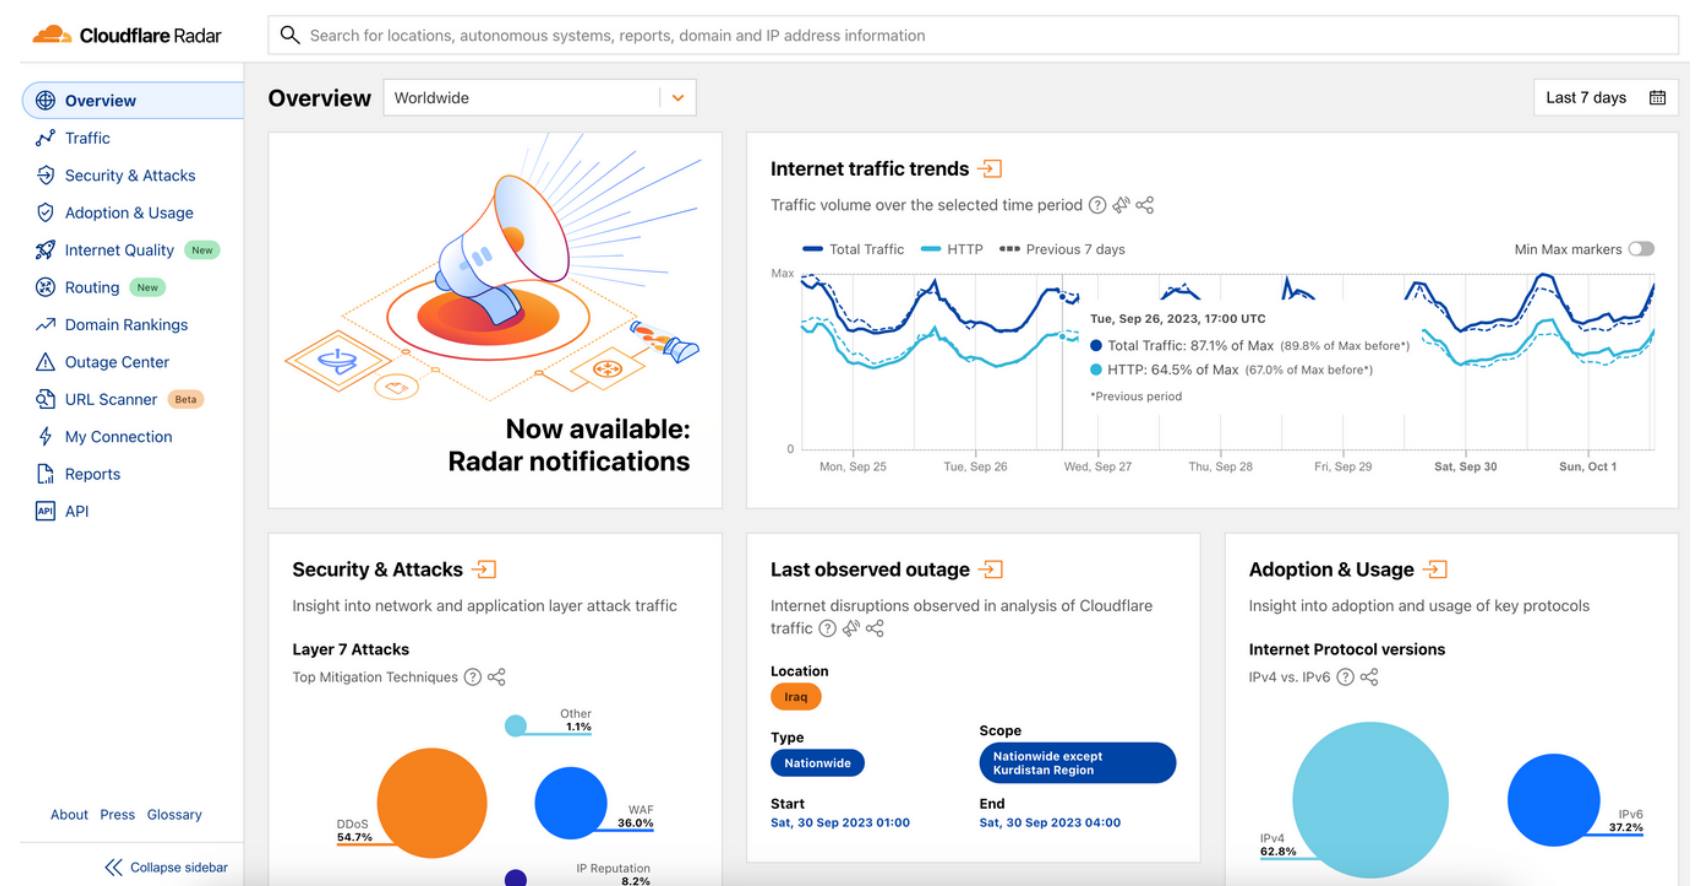 Cloudflare Radar
Search for locations, autonomous systems, reports, domain and IP address information
Overview
Traffic
Security & Attacks
Adoption & Usage
Internet Quality New
Routing New
Domain Rankings
Outage Center
URL Scanner Beta
My Connection
Reports
API API
About Press Glossary
Collapse sidebar
Overview Worldwide
Last 7 days
Now available:
Radar notifications
Internet traffic trends
Traffic volume over the selected time period ?
Total Traffic HTTP Previous 7 days
Min Max markers
Max
0
Tue, Sep 26, 2023, 17:00 UTC
Total Traffic: 87.1% of Max (89.8% of Max before*)
HTTP: 64.5% of Max (67.0% of Max before*)
*Previous period
Mon, Sep 25 Tue, Sep 26 Wed, Sep 27 Thu, Sep 28 Fri, Sep 29 Sat, Sep 30 Sun, Oct 1
Security & Attacks
Insight into network and application layer attack traffic
Layer 7 Attacks
Top Mitigation Techniques ?
Other
1.1%
WAF
36.0%
DDoS
54.7%
IP Reputation
8.2%
Last observed outage
Internet disruptions observed in analysis of Cloudflare
traffic ?
Location
Iraq
Type
Nationwide
Scope
Nationwide except
Kurdistan Region
Start
Sat, 30 Sep 2023 01:00
End
Sat, 30 Sep 2023 04:00
Adoption & Usage
Insight into adoption and usage of key protocols
Internet Protocol versions
IPv4 vs. IPv6 ?
IPv6
37.2%
IPv4
62.8%